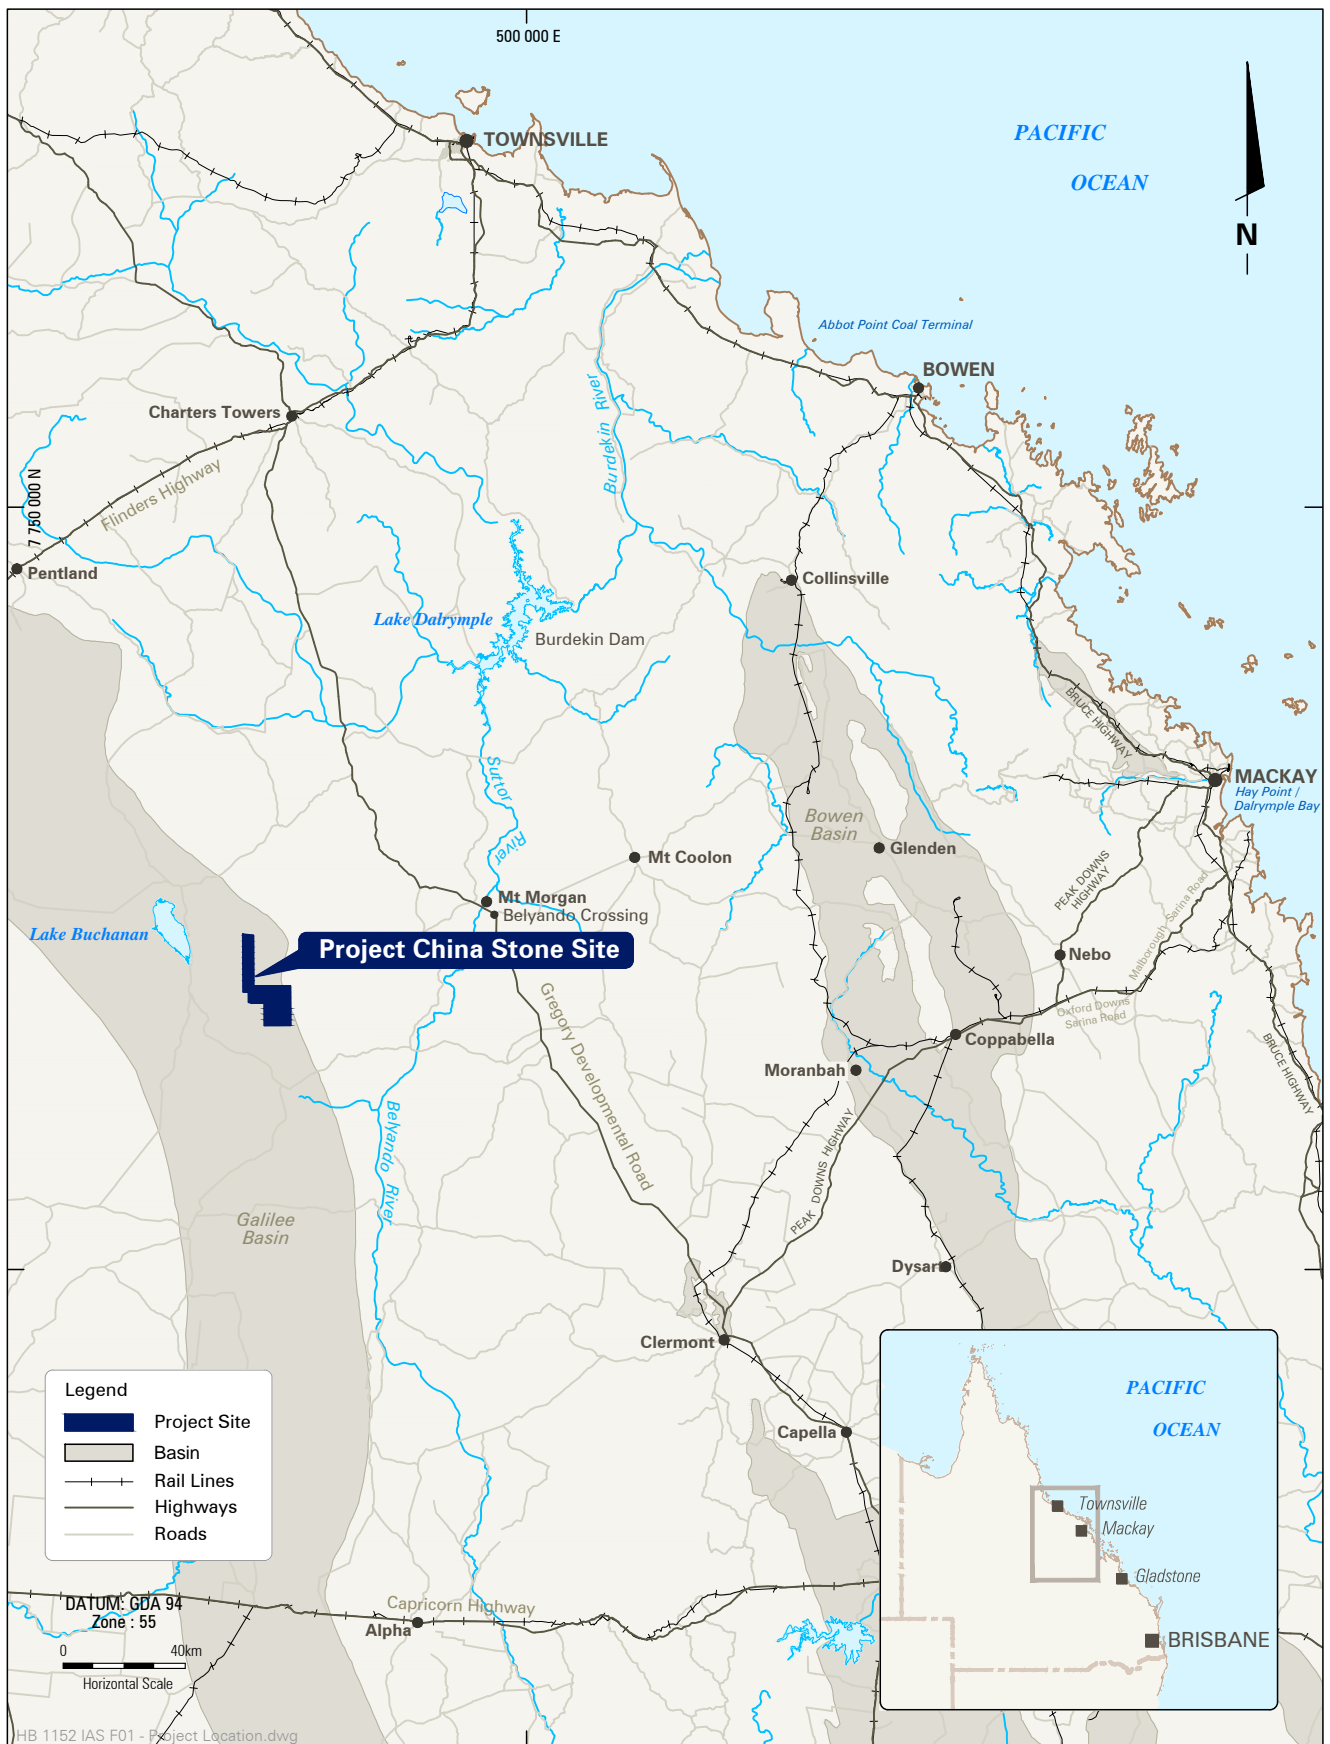 500 000 E
PACIFIC
OCEAN
TOWNSVILLE
N
Abbot Point Coal Terminal
BOWEN
Charters Towers
Burdekin River
Flinders Highway
7 750 000 N
Pentland
Collinsville
Lake Dalrymple
Burdekin Dam
BRUCE HIGHWAY
MACKAY
Hay Point /
Dalrymple Bay
Suttor
River
Bowen
Basin
Glenden
Mt Coolon
PEAK DOWNS
HIGHWAY
Malborough Sarina Road
Mt Morgan
Belyando Crossing
Lake Buchanan
Project China Stone Site
Nebo
Gregory Developmental Road
Oxford Downs
Sarina Road
Coppabella
BRUCE HIGHWAY
Moranbah
Belyando River
PEAK DOWNS HIGHWAY
Galilee
Basin
Dysart
Clermont
Capella
Legend
Project Site
Basin
Rail Lines
Highways
Roads
PACIFIC
OCEAN
Townsville
Mackay
Gladstone
BRISBANE
Capricorn Highway
Alpha
DATUM: GDA 94
Zone : 55
0 40km
Horizontal Scale
HB 1152 IAS F01 - Project Location.dwg